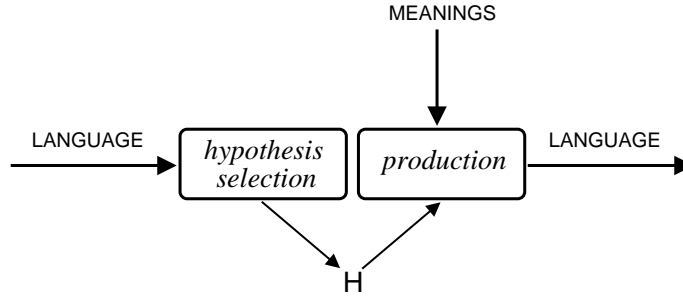 MEANINGS
LANGUAGE
hypothesis
selection
production
LANGUAGE
H